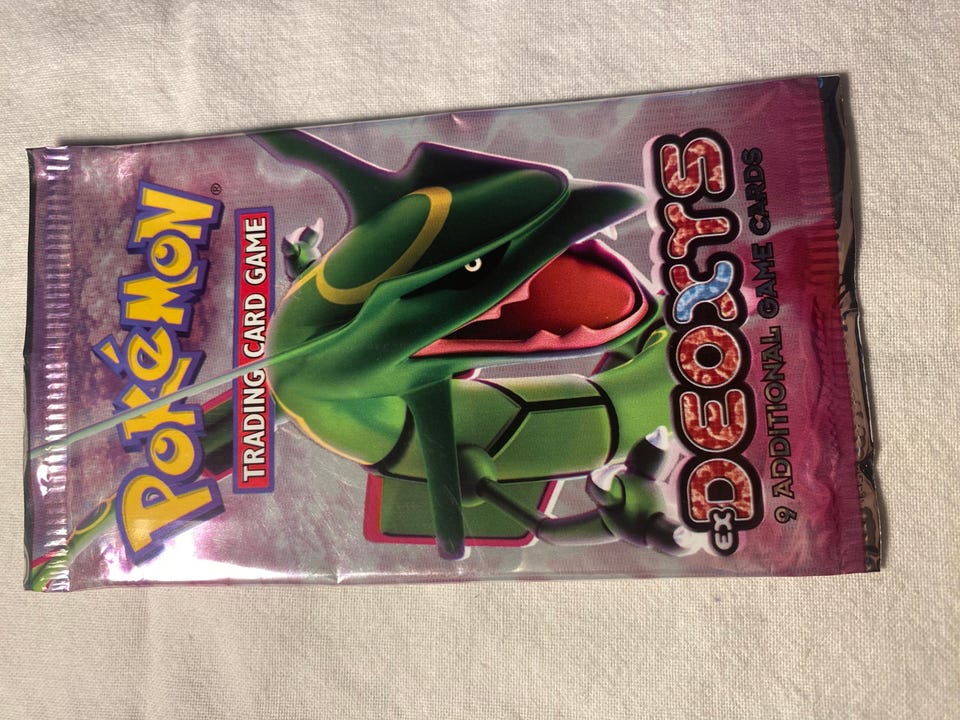 Pokémon®
TRADING CARD GAME
EX DEOXYS
9 ADDITIONAL GAME CARDS